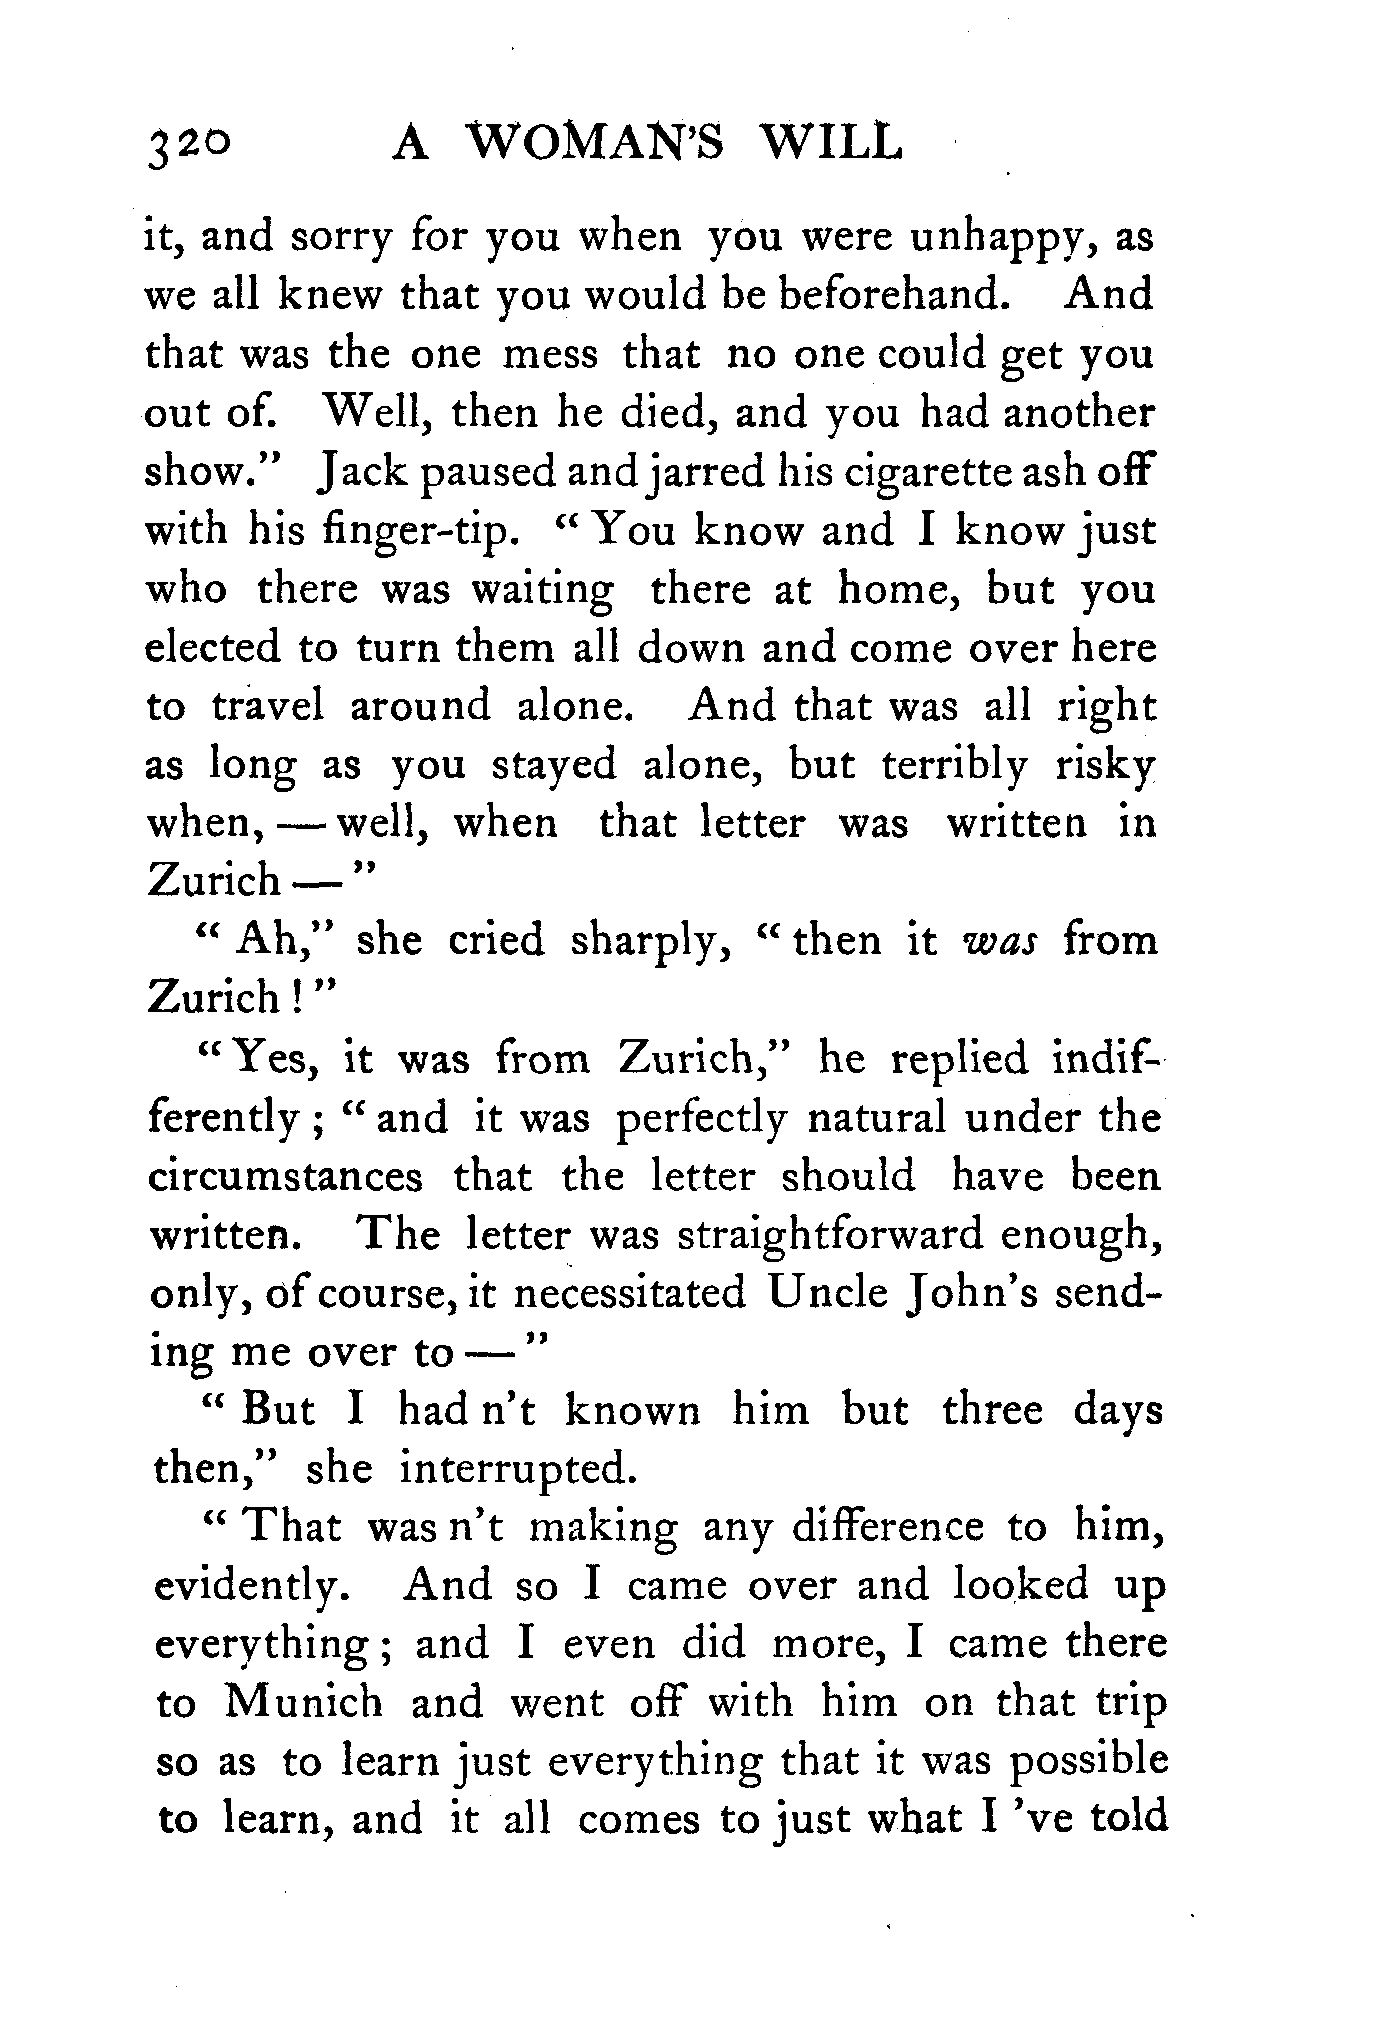 320 A WOMAN'S WILL
it, and sorry for you when you were unhappy, as
we all knew that you would be beforehand. And
that was the one mess that no one could get you
out of. Well, then he died, and you had another
show." Jack paused and jarred his cigarette ash off
with his finger-tip. "You know and I know just
who there was waiting there at home, but you
elected to turn them all down and come over here
to travel around alone. And that was all right
as long as you stayed alone, but terribly risky
when, — well, when that letter was written in
Zurich — "
" Ah," she cried sharply, " then it was from
Zurich ! "
" Yes, it was from Zurich," he replied indif-
ferently ; " and it was perfectly natural under the
circumstances that the letter should have been
written. The letter was straightforward enough,
only, of course, it necessitated Uncle John's send-
ing me over to — "
" But I had n't known him but three days
then," she interrupted.
" That was n't making any difference to him,
evidently. And so I came over and looked up
everything ; and I even did more, I came there
to Munich and went off with him on that trip
so as to learn just everything that it was possible
to learn, and it all comes to just what I 've told